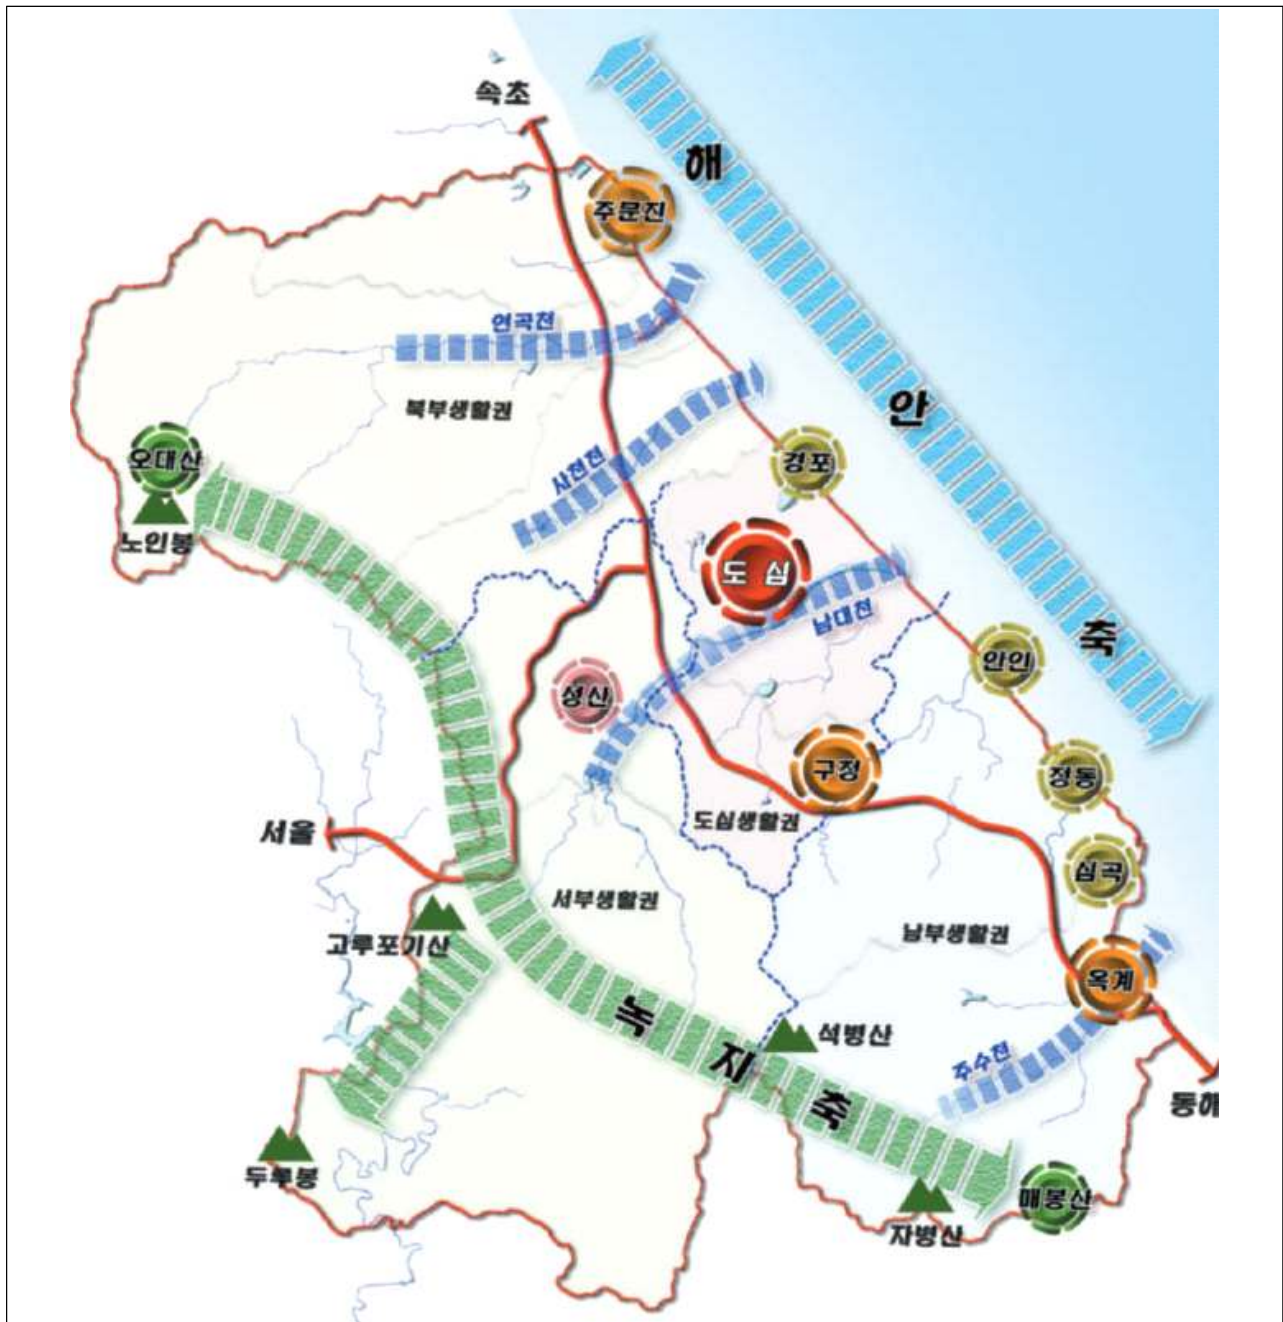 속초
해
주문진
연곡천
북부생활권
안
오대산
사천천
경포
노인봉
도심
남대천
축
안인
성산
구정
정동
서울
도심생활권
심곡
서부생활권
고루포기산
남부생활권
옥계
녹
석병산
지
주수천
축
동해
두루봉
매봉산
자병산